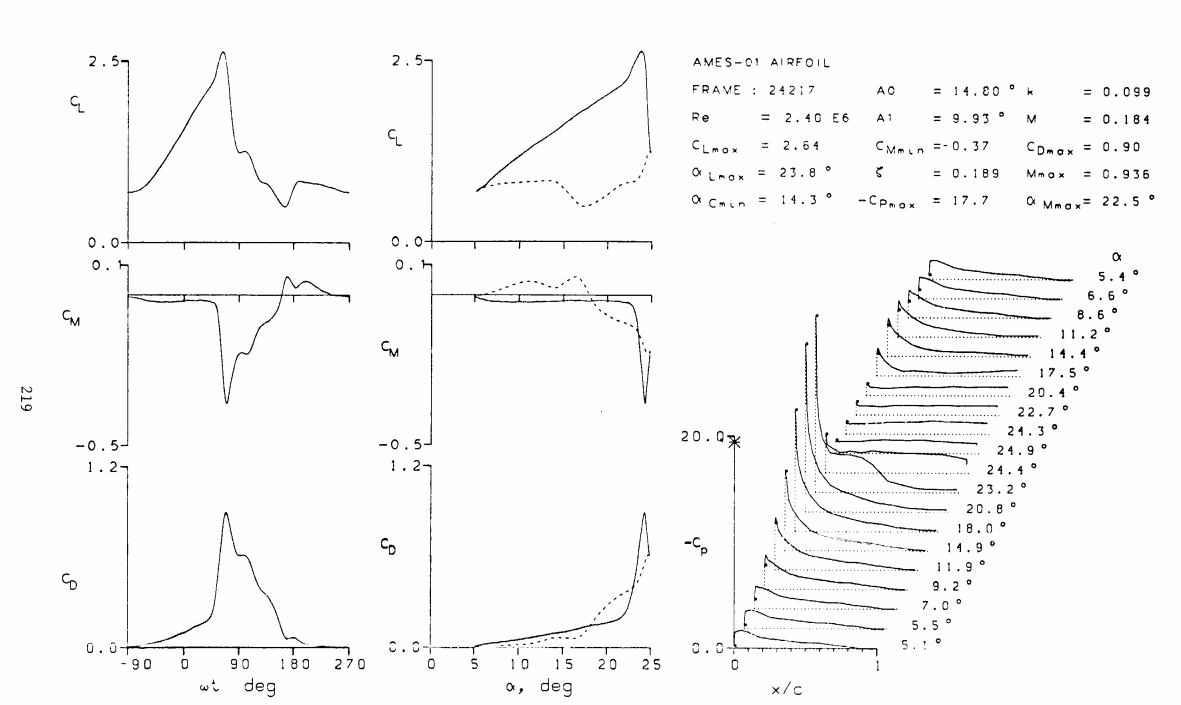 AMES-01 AIRFOIL
FRAME : 24217 A0 = 14.80 ° k = 0.099
Re = 2.40 E6 A1 = 9.93 ° M = 0.184
CLmax = 2.64 CMmin =-0.37 CDmax = 0.90
αLmax = 23.8 ° ζ = 0.189 Mmax = 0.936
αCmin = 14.3 ° -CPmax = 17.7 αMmax= 22.5 °
2.5
CL
0.0
0.1
CM
-0.5
1.2
CD
0.0
-90 0 90 180 270
ωt deg
2.5
CL
0.0
0.1
CM
-0.5
1.2
CD
0.0
0 5 10 15 20 25
α, deg
α
5.4 °
6.6 °
8.6 °
11.2 °
14.4 °
17.5 °
20.4 °
22.7 °
24.3 °
24.9 °
24.4 °
23.2 °
20.8 °
18.0 °
14.9 °
11.9 °
9.2 °
7.0 °
5.5 °
5.1 °
20.0
-Cp
0.0
0 1
x/c
219